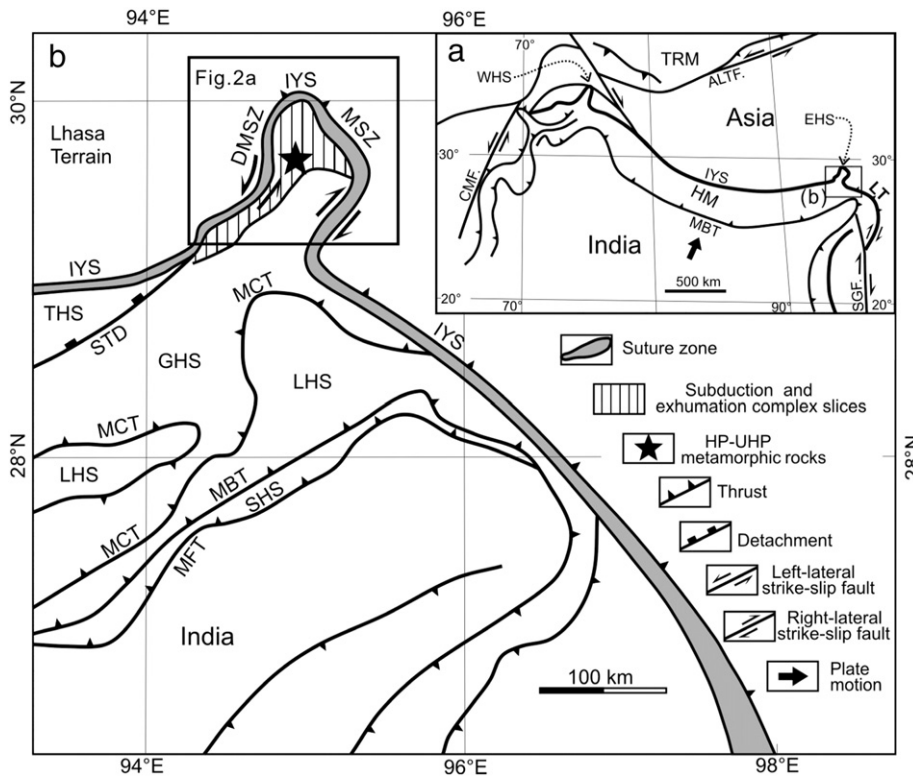 94°E
96°E
b
Fig.2a
IYS
30°N
Lhasa
Terrain
DMSZ
MSZ
IYS
THS
STD
MCT
GHS
IYS
LHS
MCT
28°N
LHS
MBT
SHS
MCT
MFT
India
100 km
94°E
96°E
98°E
a
70°
WHS
TRM
ALTF.
Asia
EHS
30°
CMF.
IYS
30°
HM
(b)
LT
MBT
India
500 km
20°
70°
90°
SGF.
20°
Suture zone
Subduction and
exhumation complex slices
HP-UHP
metamorphic rocks
28°N
Thrust
Detachment
Left-lateral
strike-slip fault
Right-lateral
strike-slip fault
Plate
motion